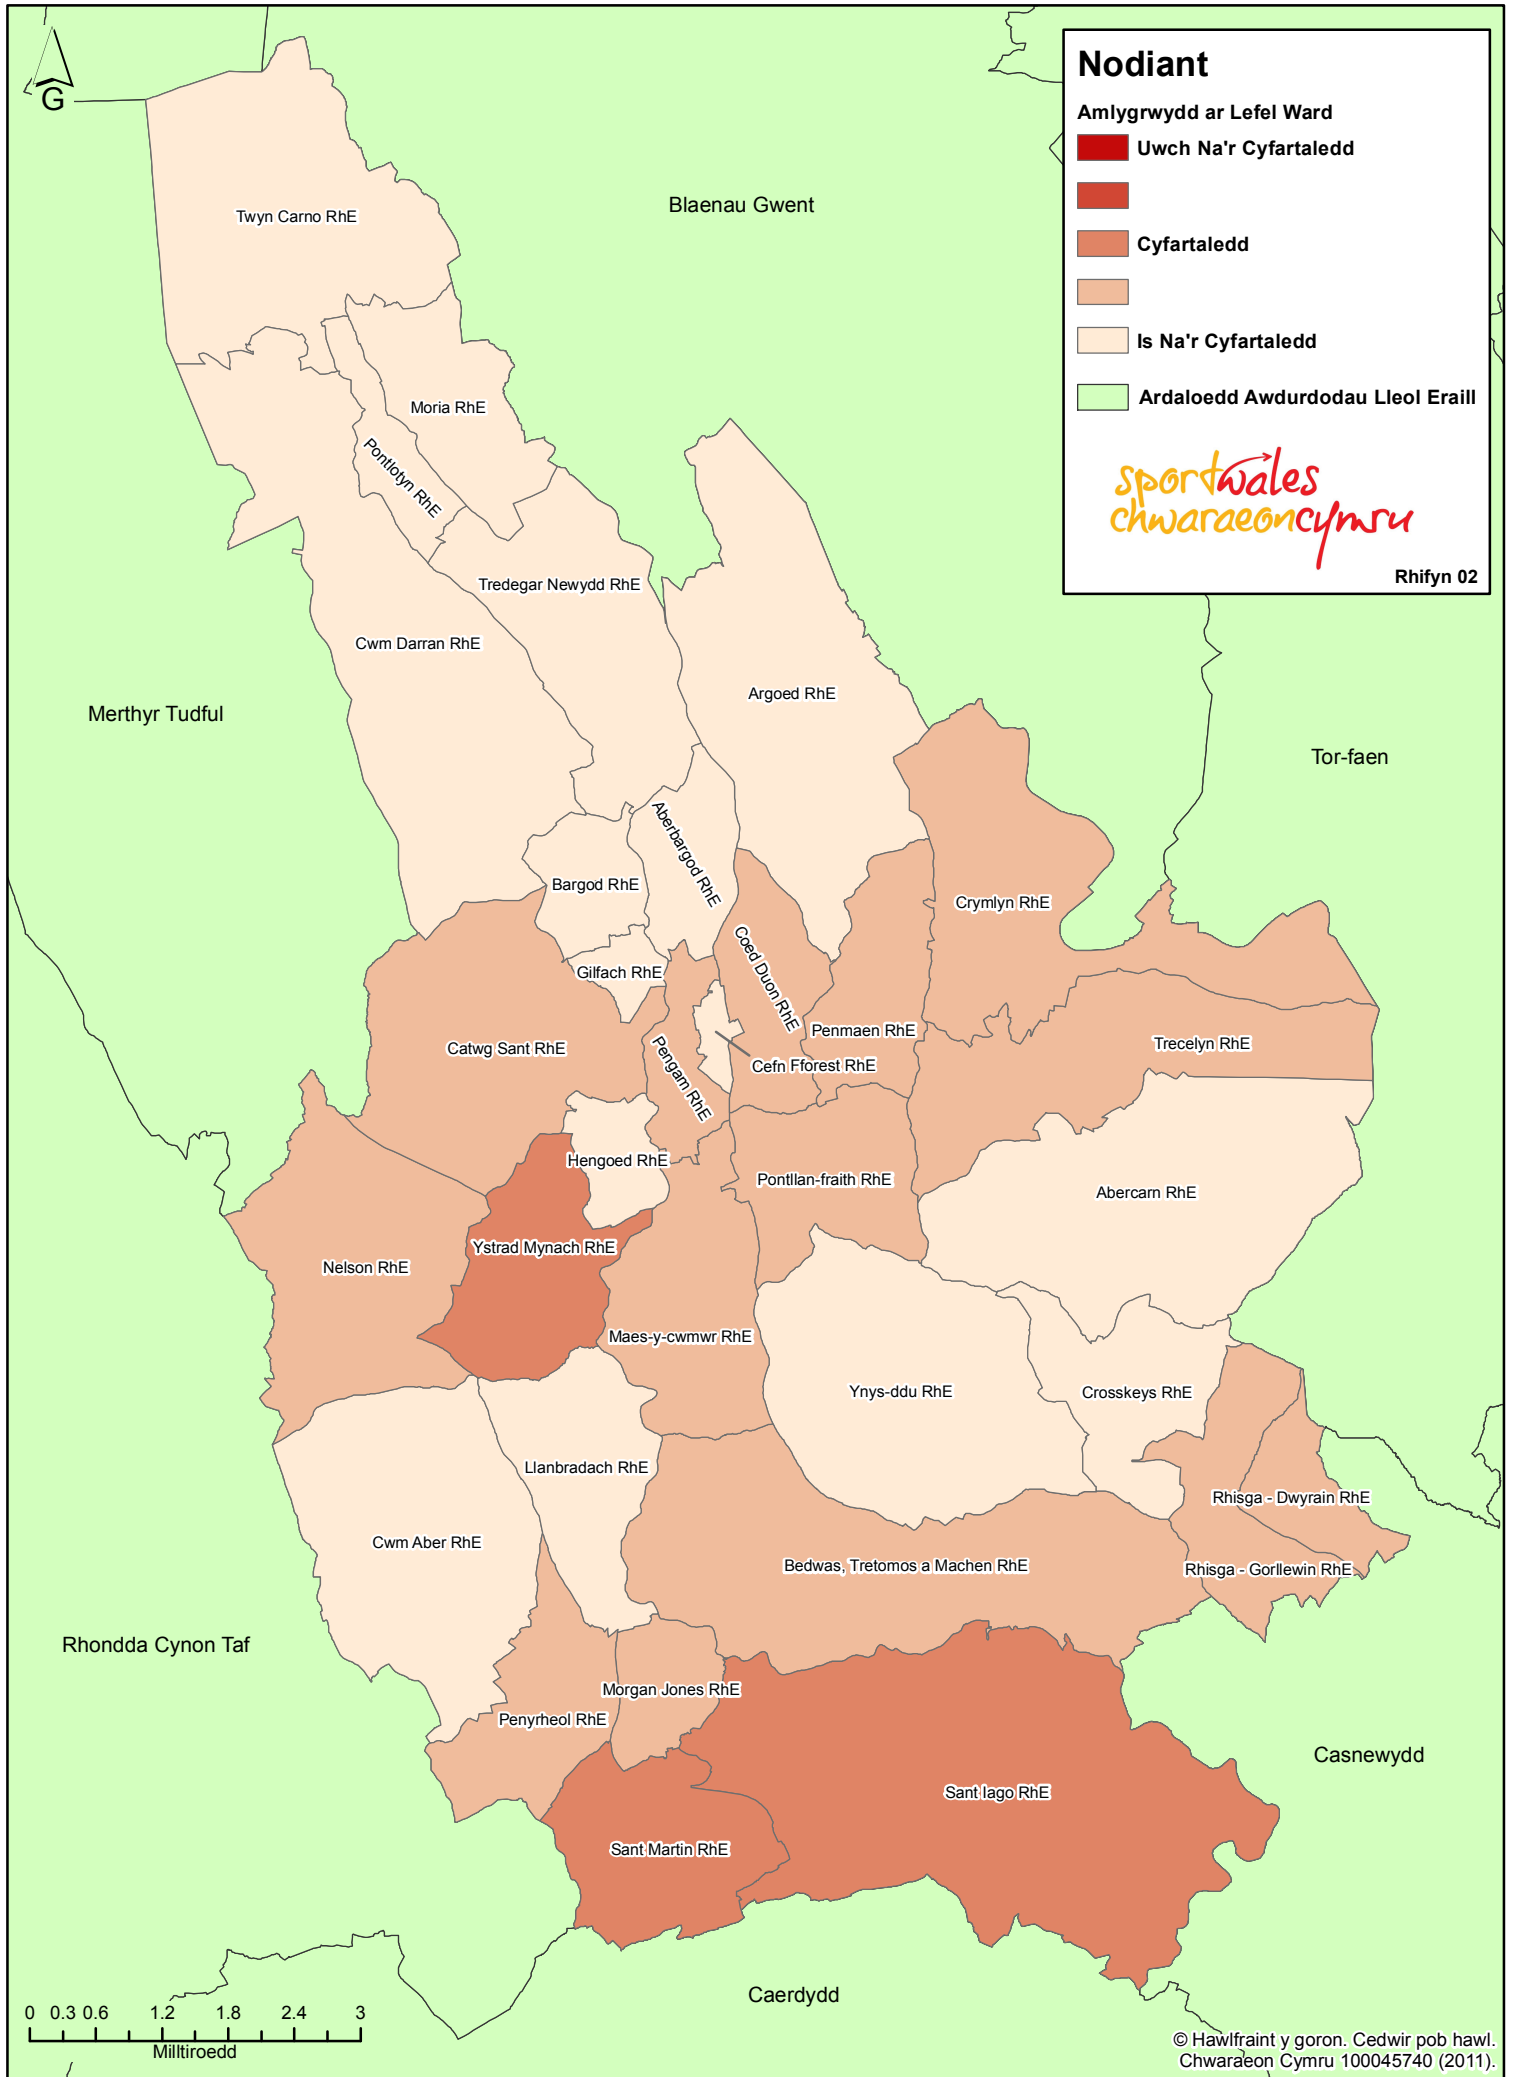 G
Nodiant
Amlygrwydd ar Lefel Ward
Uwch Na'r Cyfartaledd
Cyfartaledd
Is Na'r Cyfartaledd
Ardaloedd Awdurdodau Lleol Eraill
sportwales
chwaraeoncymru
Rhifyn 02
Twyn Carno RhE
Blaenau Gwent
Moria RhE
Pontlotyn RhE
Tredegar Newydd RhE
Cwm Darran RhE
Argoed RhE
Merthyr Tudful
Tor-faen
Aberbargod RhE
Bargod RhE
Crymlyn RhE
Coed Duon RhE
Gilfach RhE
Penmaen RhE
Trecelyn RhE
Catwg Sant RhE
Cefn Fforest RhE
Pengam RhE
Hengoed RhE
Pontllan-fraith RhE
Abercarn RhE
Ystrad Mynach RhE
Nelson RhE
Maes-y-cwmwr RhE
Ynys-ddu RhE
Crosskeys RhE
Llanbradach RhE
Rhisga - Dwyrain RhE
Cwm Aber RhE
Bedwas, Tretomos a Machen RhE
Rhisga - Gorllewin RhE
Rhondda Cynon Taf
Morgan Jones RhE
Penyrheol RhE
Casnewydd
Sant Iago RhE
Sant Martin RhE
Caerdydd
0 0.3 0.6 1.2 1.8 2.4 3
Milltiroedd
© Hawlfraint y goron. Cedwir pob hawl.
Chwaraeon Cymru 100045740 (2011).